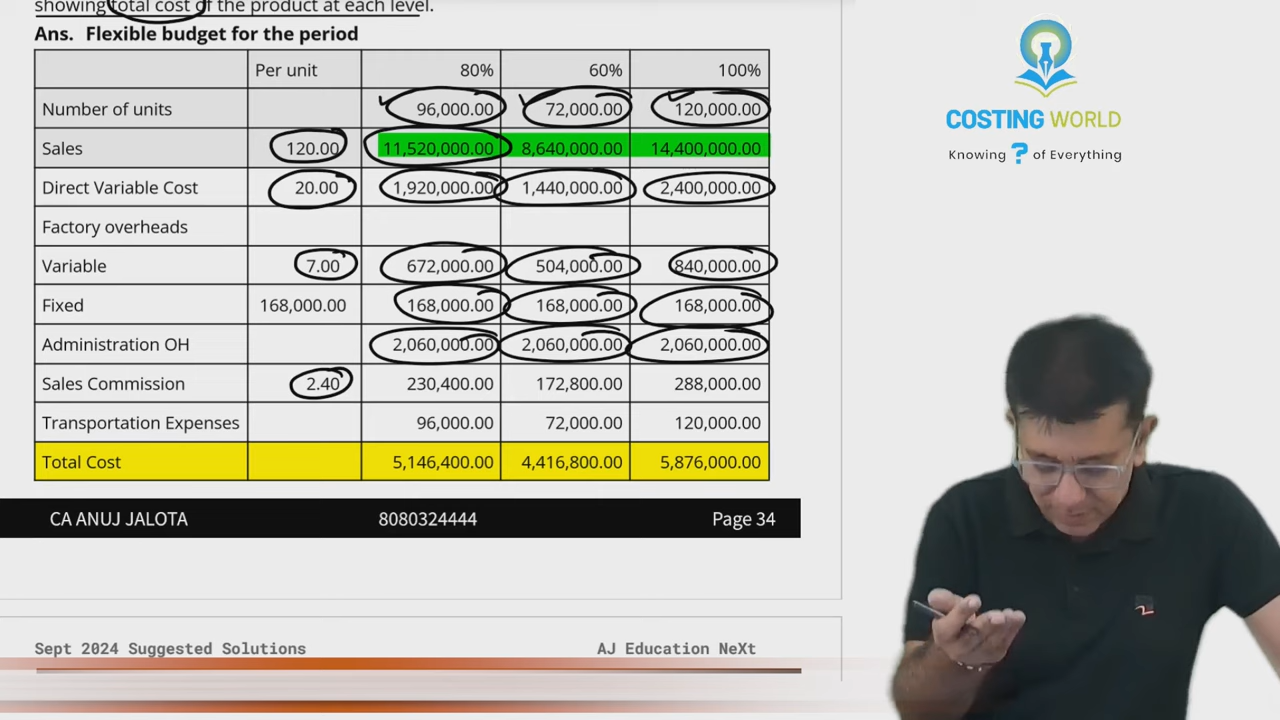 showing total cost of the product at each level.
Ans. Flexible budget for the period
Per unit 80% 60% 100%
Number of units 96,000.00 72,000.00 120,000.00
Sales 120.00 11,520,000.00 8,640,000.00 14,400,000.00
Direct Variable Cost 20.00 1,920,000.00 1,440,000.00 2,400,000.00
Factory overheads
Variable 7.00 672,000.00 504,000.00 840,000.00
Fixed 168,000.00 168,000.00 168,000.00 168,000.00
Administration OH 2,060,000.00 2,060,000.00 2,060,000.00
Sales Commission 2.40 230,400.00 172,800.00 288,000.00
Transportation Expenses 96,000.00 72,000.00 120,000.00
Total Cost 5,146,400.00 4,416,800.00 5,876,000.00
CA ANUJ JALOTA 8080324444 Page 34
Sept 2024 Suggested Solutions AJ Education NeXt
COSTING WORLD
Knowing ? of Everything